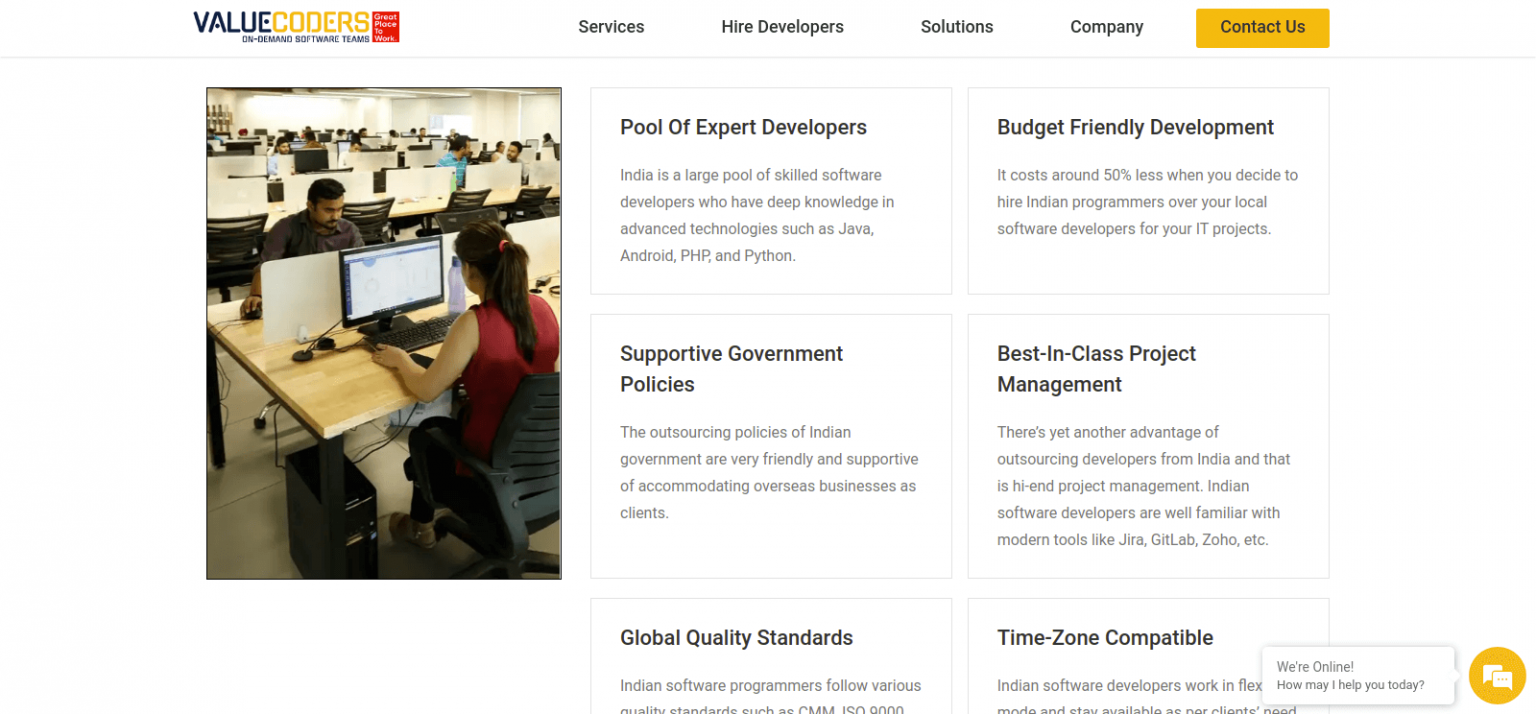 VALUECODERS
Great
Place
To
Work.
ON-DEMAND SOFTWARE TEAMS
Services
Hire Developers
Solutions
Company
Contact Us
Pool Of Expert Developers
India is a large pool of skilled software
developers who have deep knowledge in
advanced technologies such as Java,
Android, PHP, and Python.
Budget Friendly Development
It costs around 50% less when you decide to
hire Indian programmers over your local
software developers for your IT projects.
Supportive Government
Policies
The outsourcing policies of Indian
government are very friendly and supportive
of accommodating overseas businesses as
clients.
Best-In-Class Project
Management
There’s yet another advantage of
outsourcing developers from India and that
is hi-end project management. Indian
software developers are well familiar with
modern tools like Jira, GitLab, Zoho, etc.
Global Quality Standards
Indian software programmers follow various
quality standards such as CMM, ISO 9000
Time-Zone Compatible
Indian software developers work in flex
mode and stay available as per clients’ need
We're Online!
How may I help you today?